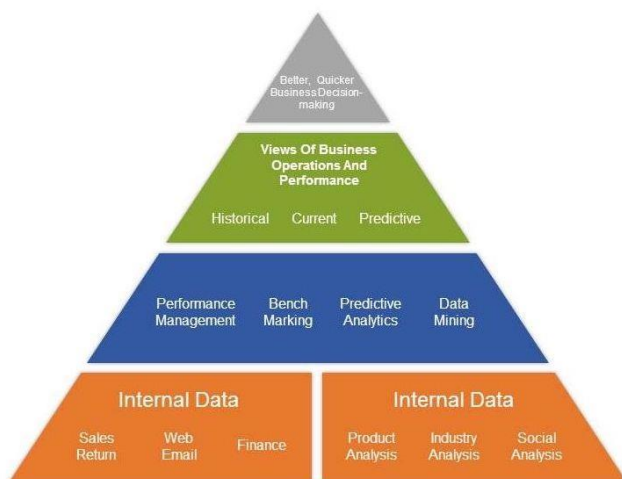 Better, Quicker
Business Decision-
making
Views Of Business
Operations And
Performance
Historical Current Predictive
Performance Bench Predictive Data
Management Marking Analytics Mining
Internal Data Internal Data
Sales Web Finance Product Industry Social
Return Email Analysis Analysis Analysis